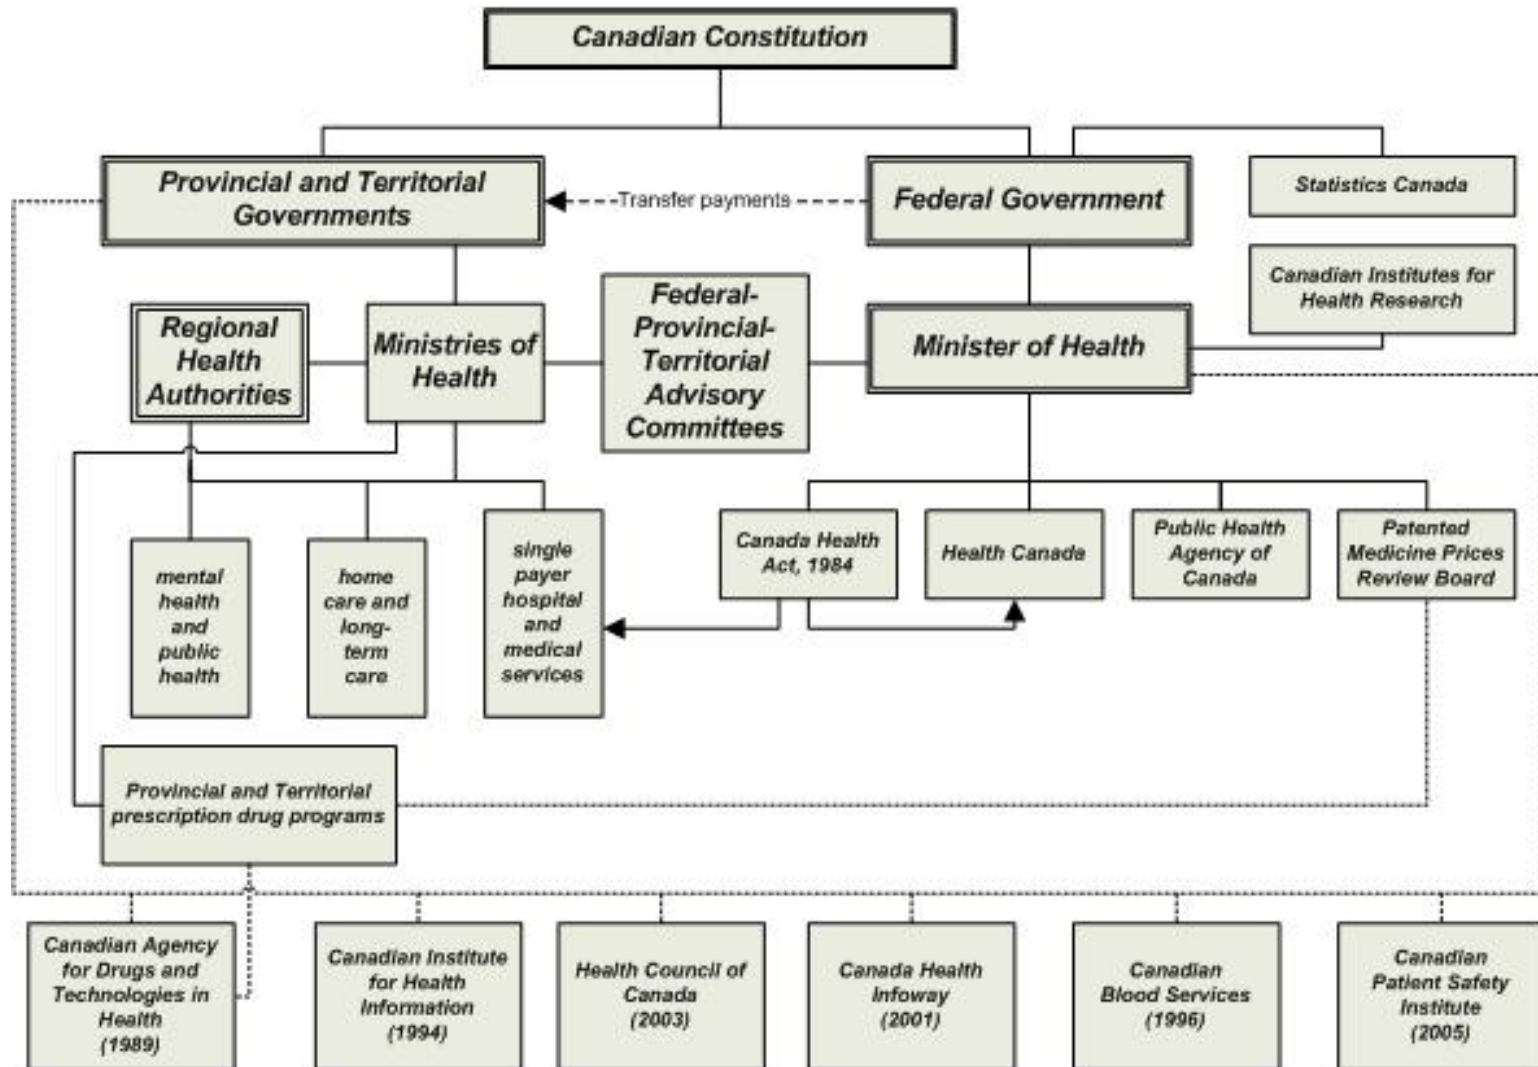 Canadian Constitution
Provincial and Territorial
Governments
Transfer payments
Federal Government
Statistics Canada
Canadian Institutes for
Health Research
Regional
Health
Authorities
Ministries of
Health
Federal-
Provincial-
Territorial
Advisory
Committees
Minister of Health
mental
health
and
public
health
home
care and
long-
term
care
single
payer
hospital
and
medical
services
Canada Health
Act, 1984
Health Canada
Public Health
Agency of
Canada
Patented
Medicine Prices
Review Board
Provincial and Territorial
prescription drug programs
Canadian Agency
for Drugs and
Technologies in
Health
(1989)
Canadian Institute
for Health
Information
(1994)
Health Council of
Canada
(2003)
Canada Health
Infoway
(2001)
Canadian
Blood Services
(1996)
Canadian
Patient Safety
Institute
(2005)